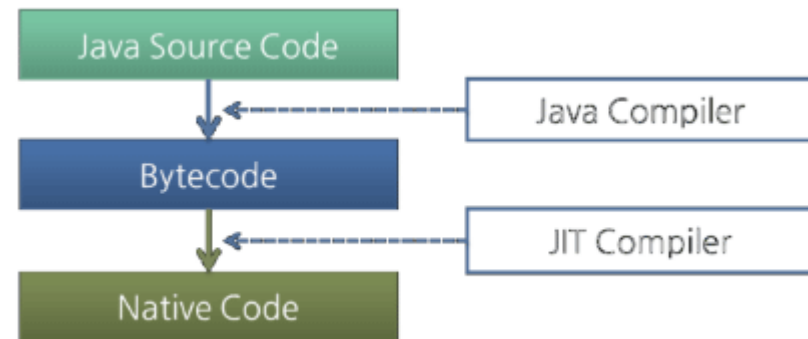 Java Source Code
Java Compiler
Bytecode
JIT Compiler
Native Code